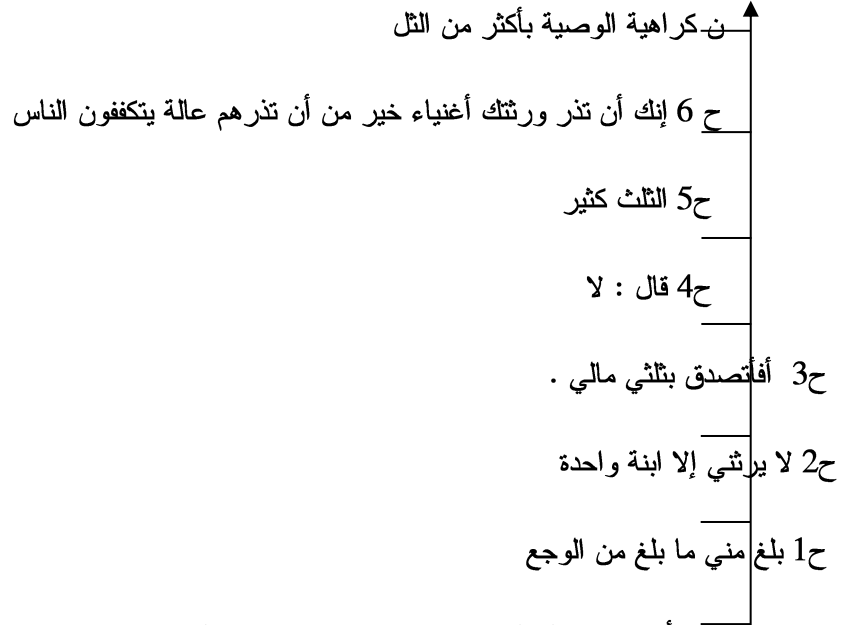 ن كراهية الوصية بأكثر من الثل
ح 6 إنك أن تذر ورثتك أغنياء خير من أن تذرهم عالة يتكففون الناس
ح5 الثلث كثير
ح4 قال : لا
ح3 أفأتصدق بثلثي مالي .
ح2 لا يرثني إلا ابنة واحدة
ح1 بلغ مني ما بلغ من الوجع